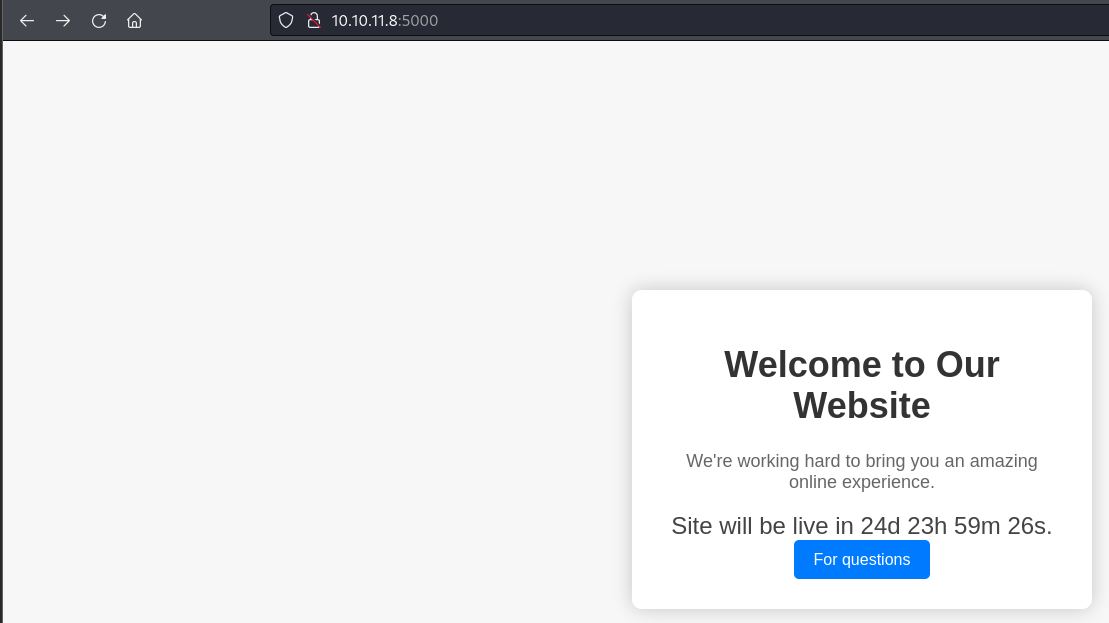 10.10.11.8:5000
Welcome to Our
Website
We're working hard to bring you an amazing
online experience.
Site will be live in 24d 23h 59m 26s.
For questions